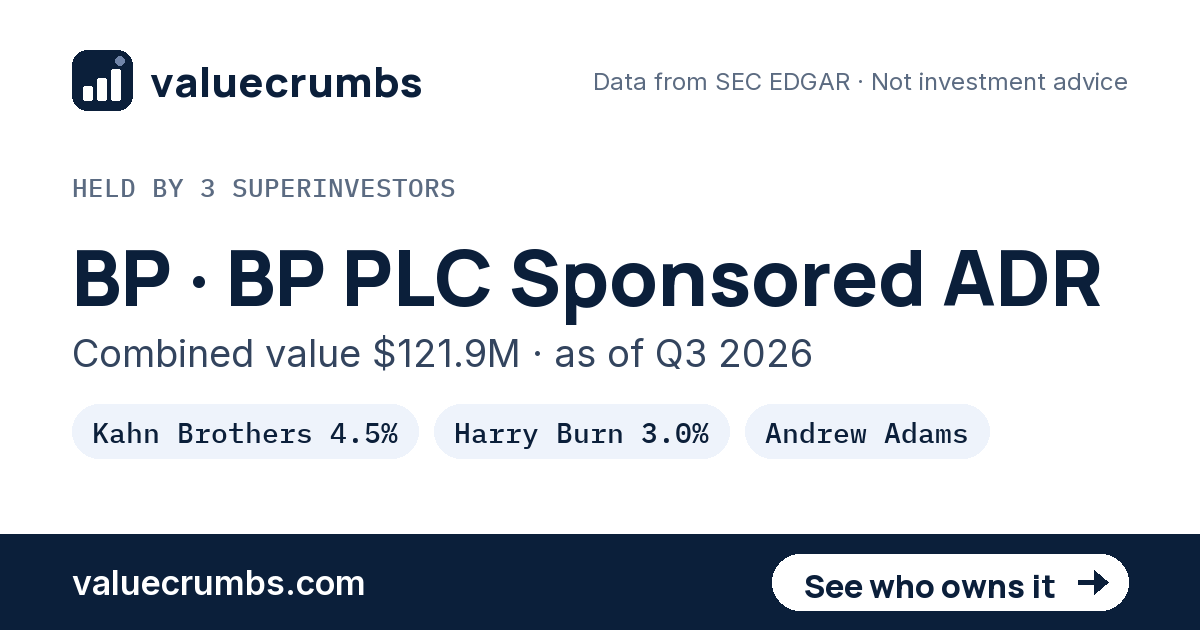 valuecrumbs
Data from SEC EDGAR · Not investment advice
HELD BY 3 SUPERINVESTORS
BP · BP PLC Sponsored ADR
Combined value $121.9M · as of Q3 2026
Kahn Brothers 4.5% Harry Burn 3.0% Andrew Adams
valuecrumbs.com
See who owns it →